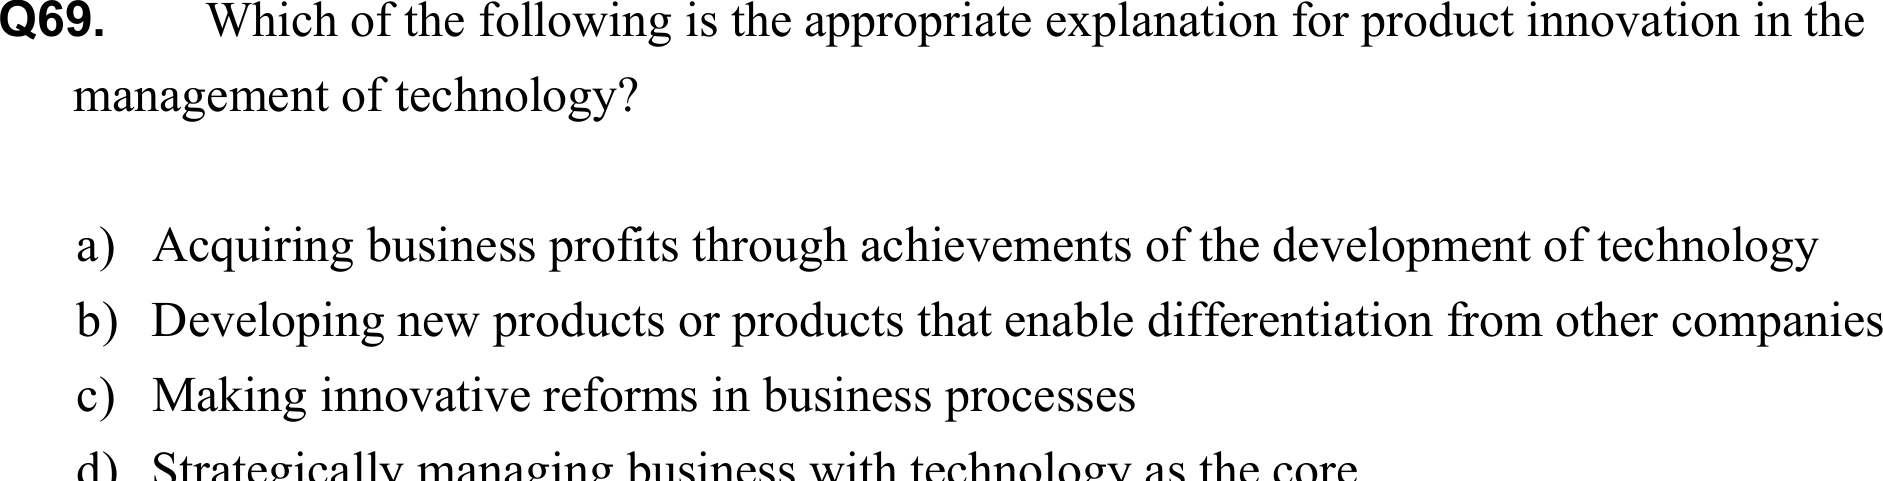 Q69. Which of the following is the appropriate explanation for product innovation in the
management of technology?
a) Acquiring business profits through achievements of the development of technology
b) Developing new products or products that enable differentiation from other companies
c) Making innovative reforms in business processes
d) Strategically managing business with technology as the core